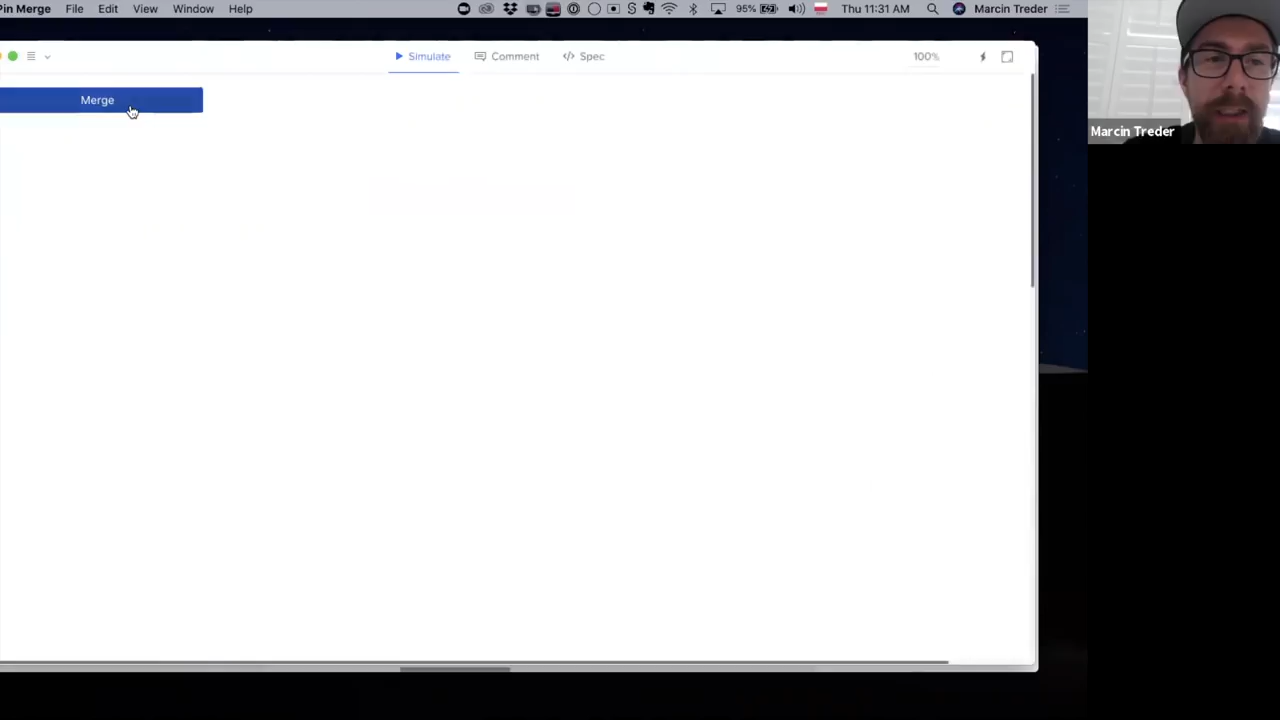 Pin Merge File Edit View Window Help 95% Thu 11:31 AM Marcin Treder
Simulate Comment Spec 100%
Merge
Marcin Treder